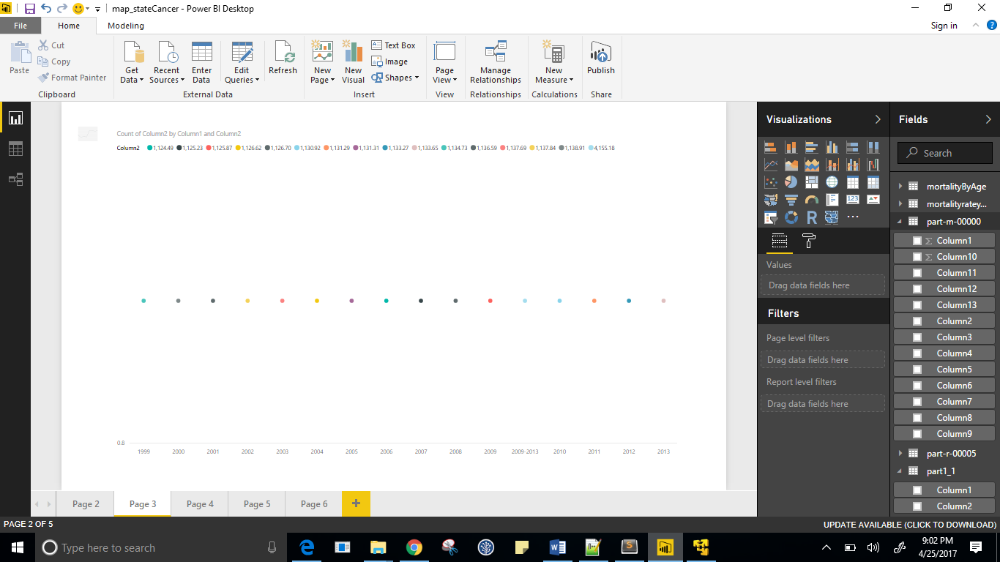 map_stateCancer - Power BI Desktop
File Home Modeling Sign in
Paste Cut Copy Format Painter
Get Data Recent Sources Enter Data Edit Queries Refresh
New Page New Visual Text Box Image Shapes
Page View Manage Relationships New Measure Publish
Clipboard External Data Insert View Relationships Calculations Share
Count of Column2 by Column1 and Column2
Column2 1,124.49 1,125.23 1,125.87 1,126.62 1,126.70 1,130.92 1,131.29 1,131.31 1,133.27 1,133.65 1,134.73 1,136.59 1,137.69 1,137.84 1,138.91 4,155.18
0.8
1999 2000 2001 2002 2003 2004 2005 2006 2007 2008 2009 2009-2013 2010 2011 2012 2013
Visualizations
123
R
Values
Drag data fields here
Filters
Page level filters
Drag data fields here
Report level filters
Drag data fields here
Fields
Search
mortalityByAge
mortalityratey...
part-m-00000
Column1
Column10
Column11
Column12
Column13
Column2
Column3
Column4
Column5
Column6
Column7
Column8
Column9
part-r-00005
part1_1
Column1
Column2
Page 2 Page 3 Page 4 Page 5 Page 6 +
PAGE 2 OF 5 UPDATE AVAILABLE (CLICK TO DOWNLOAD)
Type here to search
9:02 PM
4/25/2017